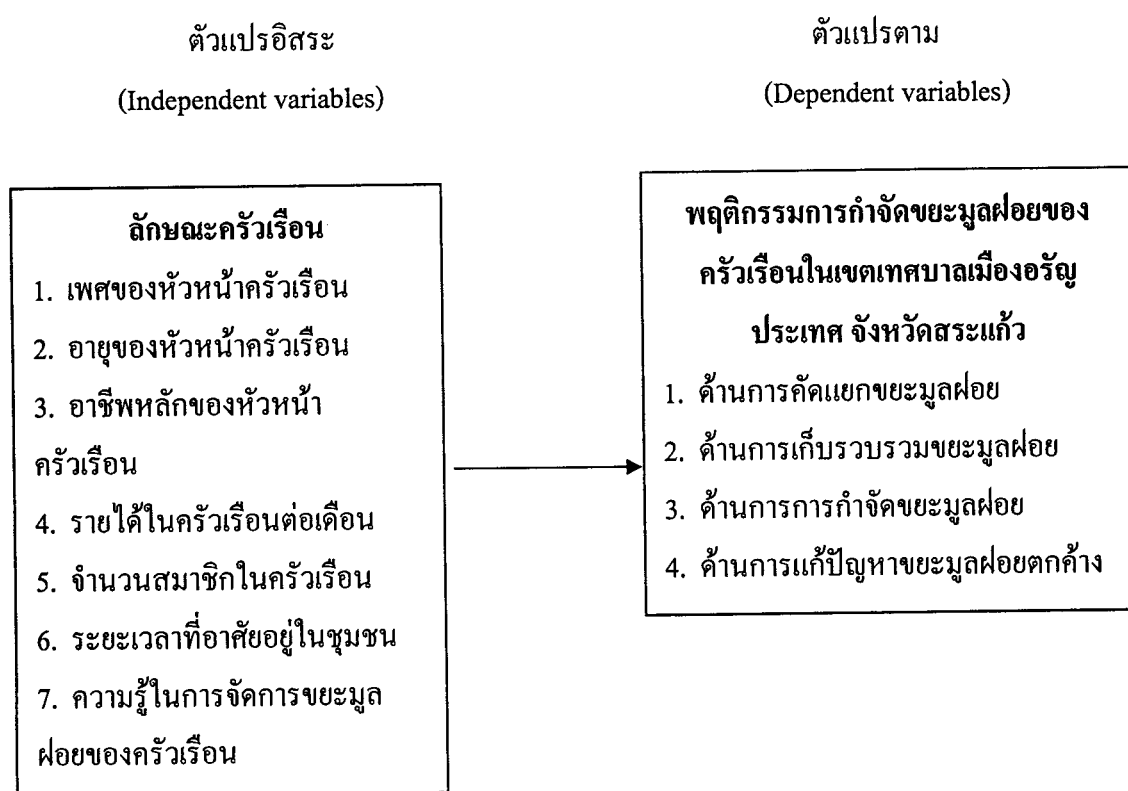 ตัวแปรอิสระ
(Independent variables)
ลักษณะครัวเรือน
1. เพศของหัวหน้าครัวเรือน
2. อายุของหัวหน้าครัวเรือน
3. อาชีพหลักของหัวหน้า
ครัวเรือน
4. รายได้ในครัวเรือนต่อเดือน
5. จำนวนสมาชิกในครัวเรือน
6. ระยะเวลาที่อาศัยอยู่ในชุมชน
7. ความรู้ในการจัดการขยะมูล
ฝอยของครัวเรือน
ตัวแปรตาม
(Dependent variables)
พฤติกรรมการกำจัดขยะมูลฝอยของ
ครัวเรือนในเขตเทศบาลเมืองอรัญ
ประเทศ จังหวัดสระแก้ว
1. ด้านการคัดแยกขยะมูลฝอย
2. ด้านการเก็บรวบรวมขยะมูลฝอย
3. ด้านการการกำจัดขยะมูลฝอย
4. ด้านการแก้ปัญหาขยะมูลฝอยตกค้าง